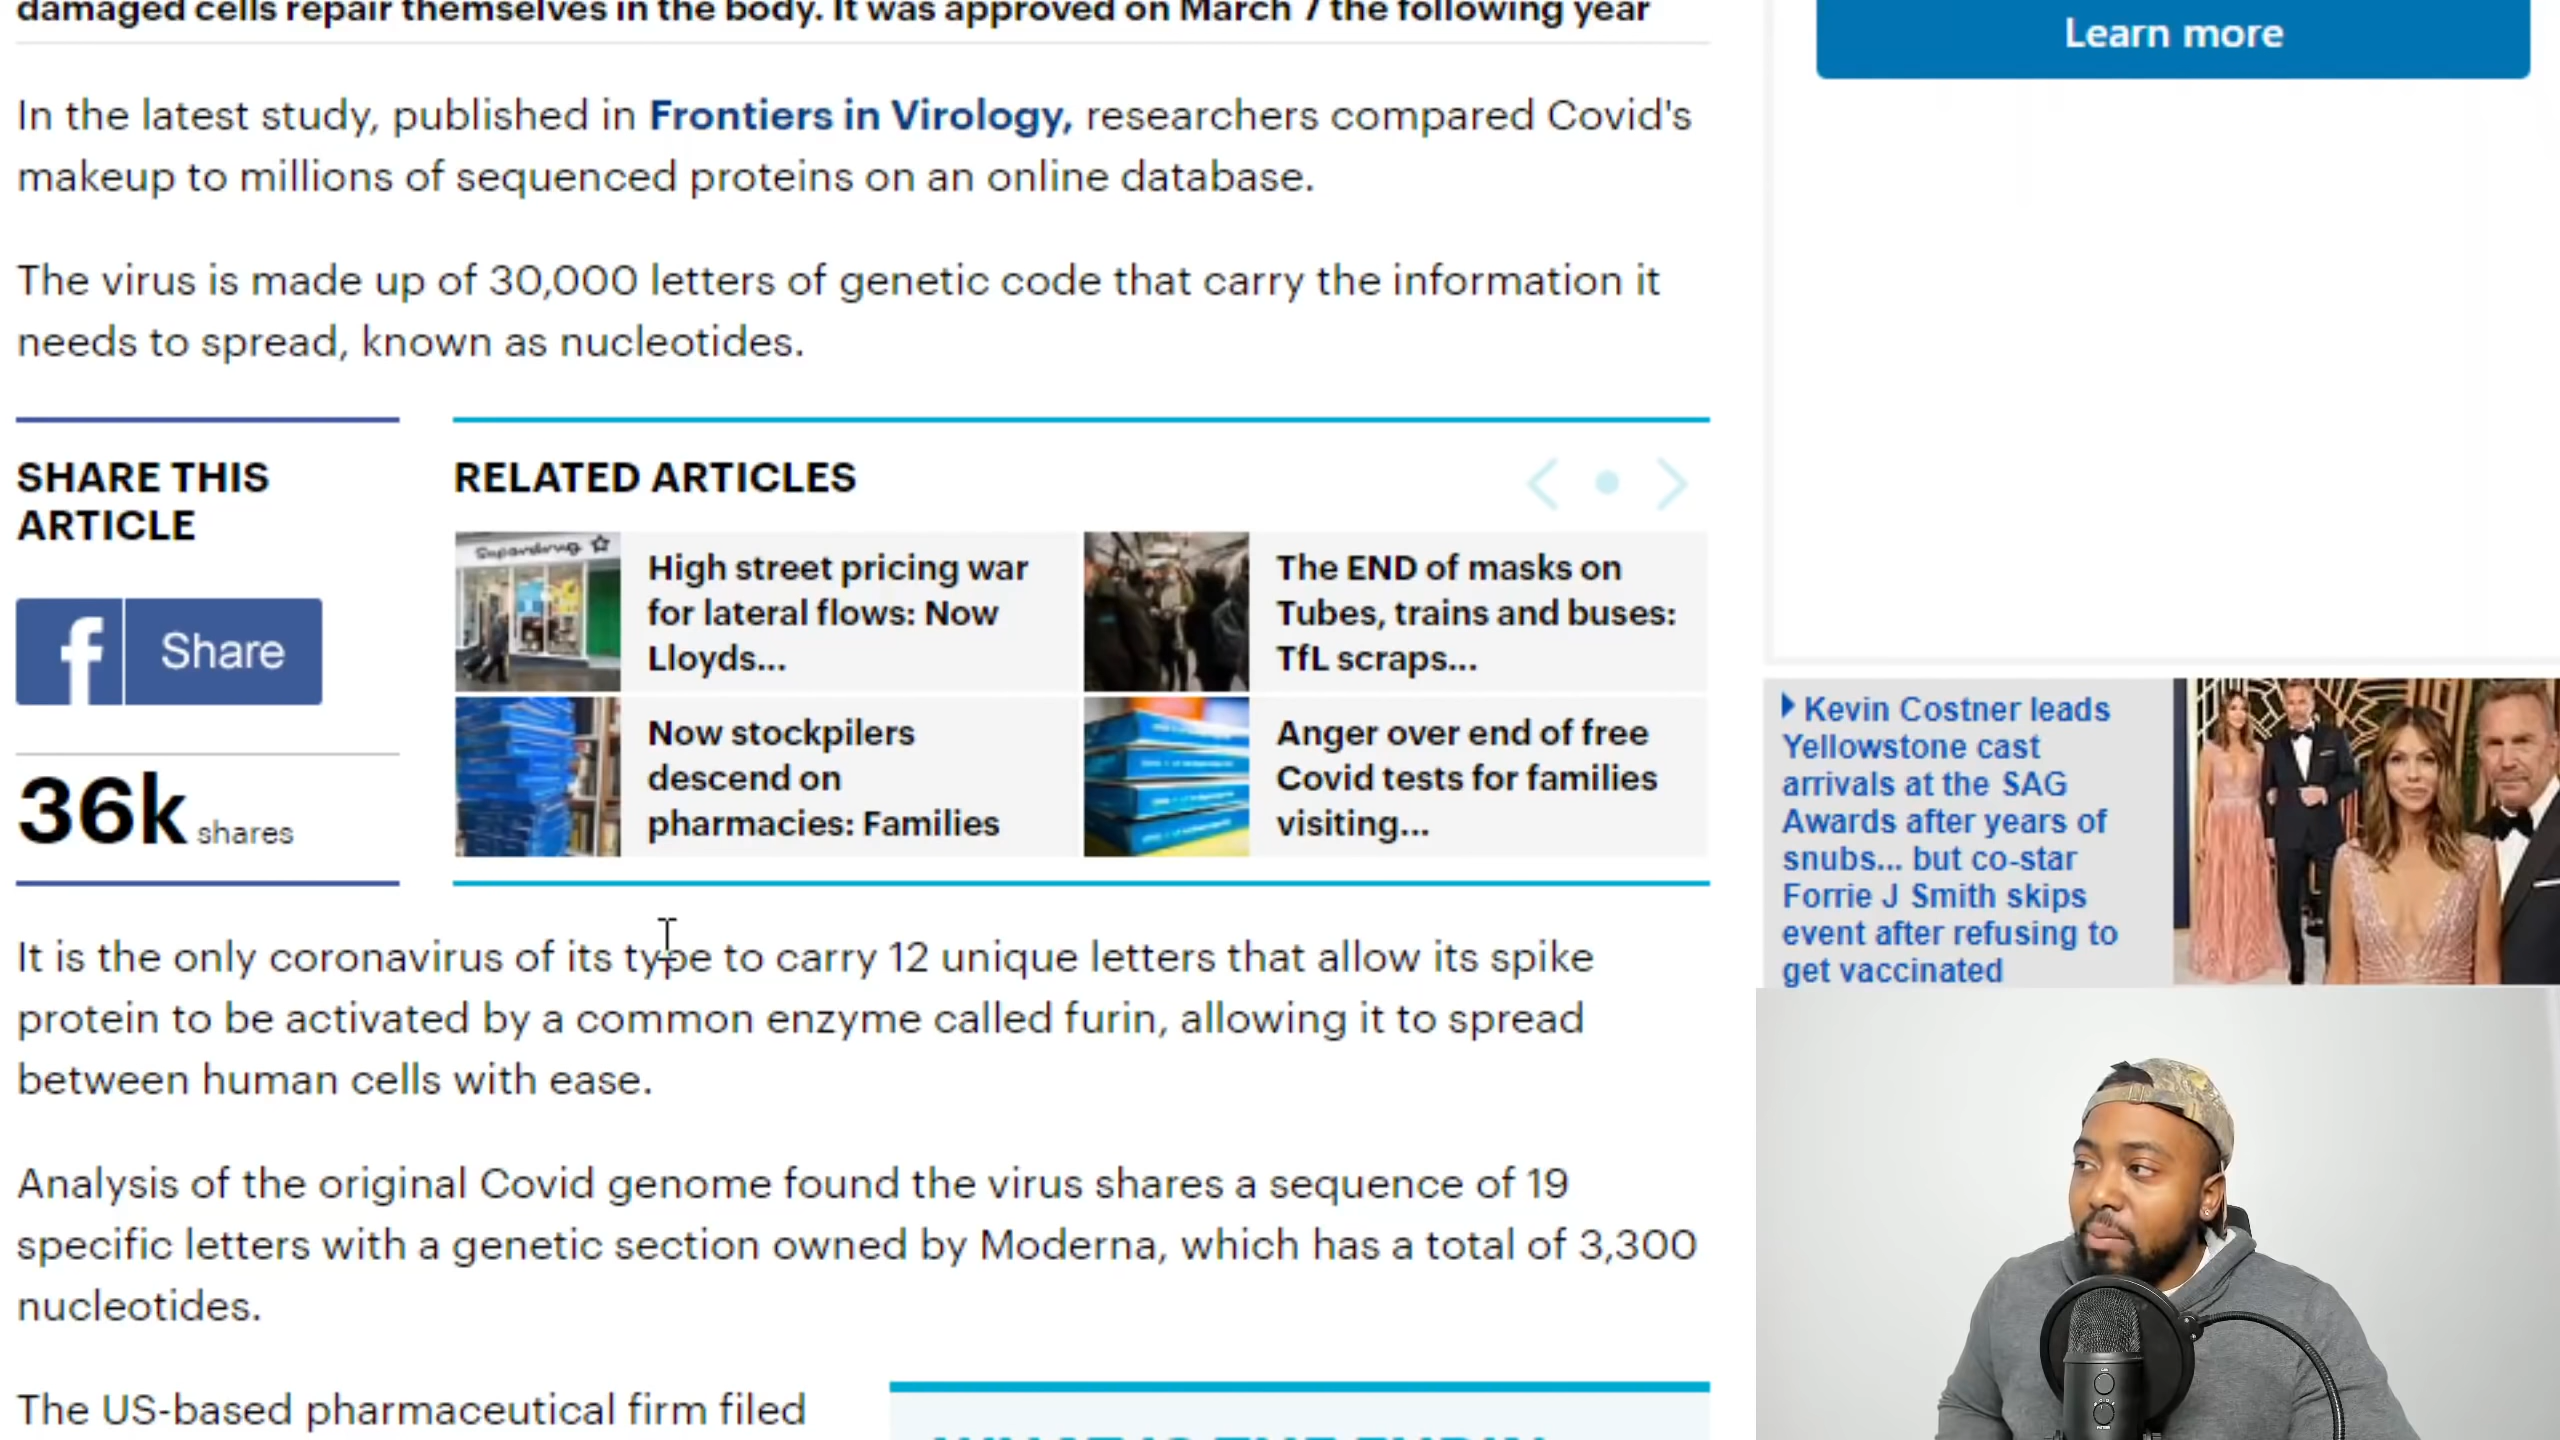 damaged cells repair themselves in the body. It was approved on March 7 the following year
In the latest study, published in Frontiers in Virology, researchers compared Covid's
makeup to millions of sequenced proteins on an online database.
The virus is made up of 30,000 letters of genetic code that carry the information it
needs to spread, known as nucleotides.
SHARE THIS
ARTICLE
f Share
36k shares
RELATED ARTICLES
Superdrug
High street pricing war
for lateral flows: Now
Lloyds...
The END of masks on
Tubes, trains and buses:
TfL scraps...
Now stockpilers
descend on
pharmacies: Families
Anger over end of free
Covid tests for families
visiting...
It is the only coronavirus of its type to carry 12 unique letters that allow its spike
protein to be activated by a common enzyme called furin, allowing it to spread
between human cells with ease.
Analysis of the original Covid genome found the virus shares a sequence of 19
specific letters with a genetic section owned by Moderna, which has a total of 3,300
nucleotides.
The US-based pharmaceutical firm filed
WHAT IS THE FURIN
Learn more
Kevin Costner leads
Yellowstone cast
arrivals at the SAG
Awards after years of
snubs... but co-star
Forrie J Smith skips
event after refusing to
get vaccinated